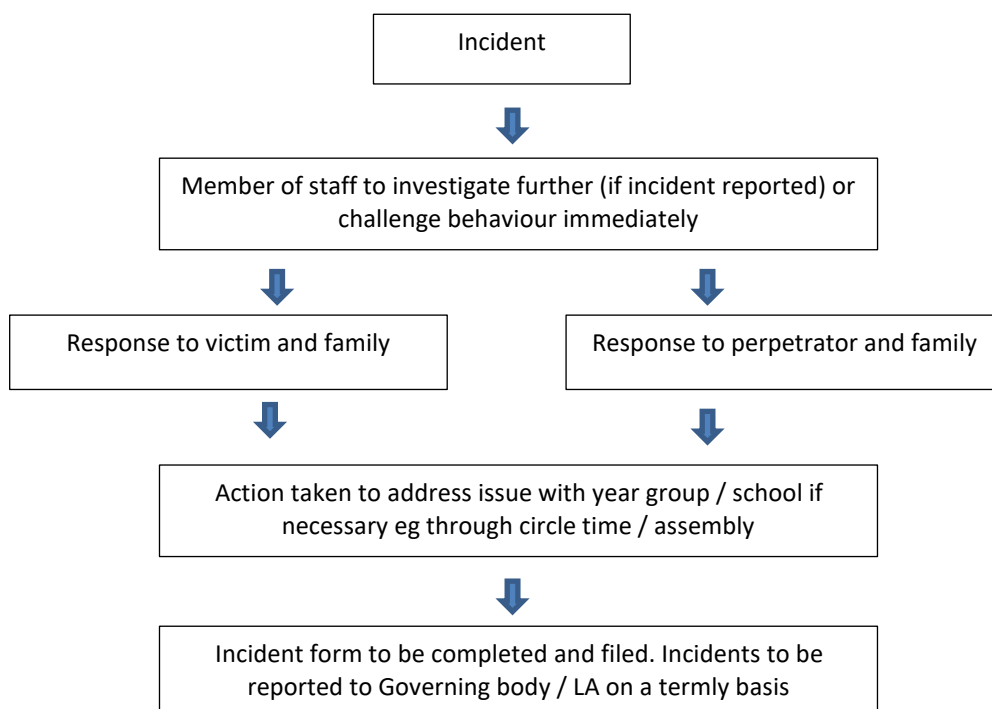 Incident
Member of staff to investigate further (if incident reported) or
challenge behaviour immediately
Response to victim and family
Response to perpetrator and family
Action taken to address issue with year group / school if
necessary eg through circle time / assembly
Incident form to be completed and filed. Incidents to be
reported to Governing body / LA on a termly basis